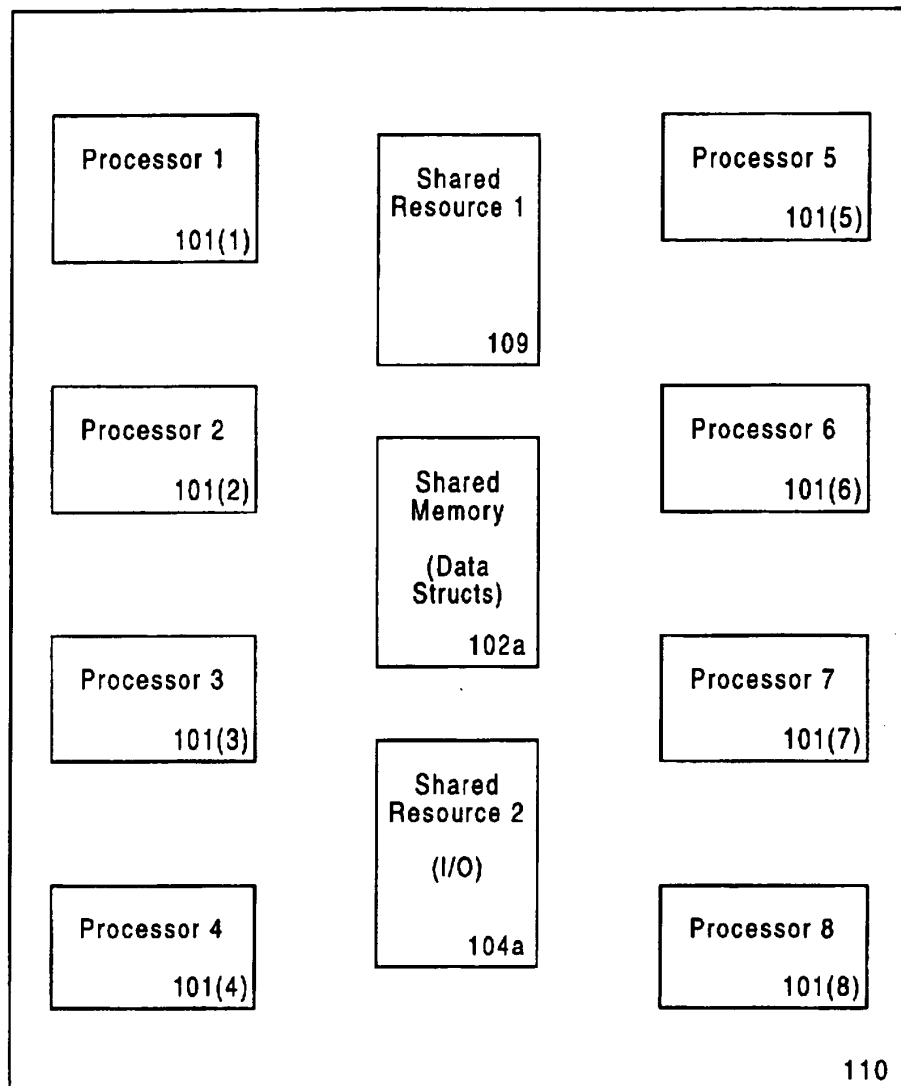 Processor 1
101(1)
Processor 2
101(2)
Processor 3
101(3)
Processor 4
101(4)
Shared
Resource 1
109
Shared
Memory
(Data
Structs)
102a
Shared
Resource 2
(I/O)
104a
Processor 5
101(5)
Processor 6
101(6)
Processor 7
101(7)
Processor 8
101(8)
110